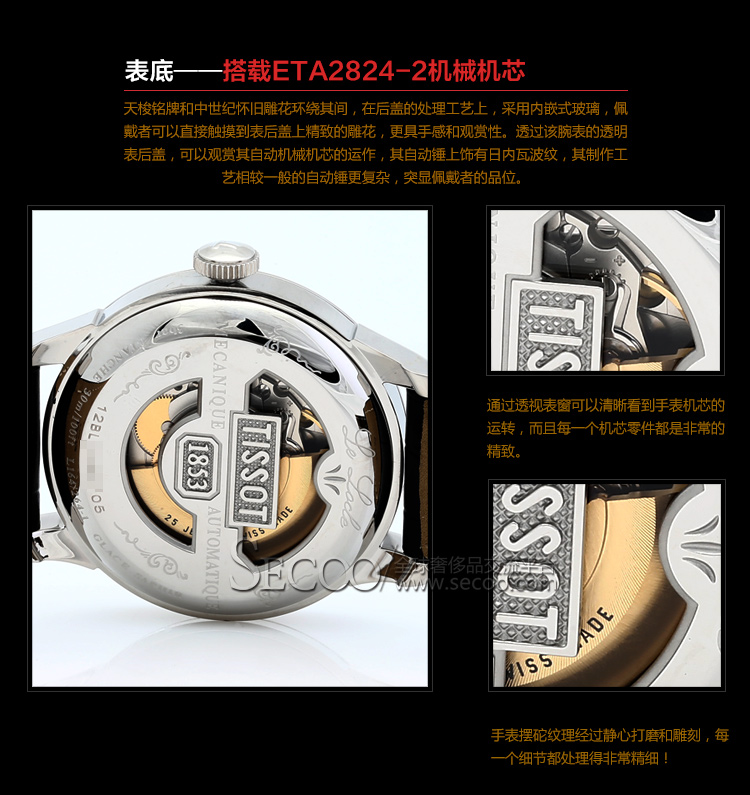 表底——搭载ETA2824-2机械机芯
天梭铭牌和中世纪怀旧雕花环绕其间，在后盖的处理工艺上，采用内嵌式玻璃，佩
戴者可以直接触摸到表后盖上精致的雕花，更具手感和观赏性。透过该腕表的透明
表后盖，可以观赏其自动机械机芯的运作，其自动锤上饰有日内瓦波纹，其制作工
艺相较一般的自动锤更复杂，突显佩戴者的品位。
MECANIQUE
AUTOMATIQUE
TISSOT
1853
Le Locle
30m/100ft
12BL
105
25 JE
SWISS MADE
SECOO
www.secoo.com
TIS
通过透视表窗可以清晰看到手表机芯的
运转，而且每一个机芯零件都是非常的
精致。
SSOT
WISS MADE
手表摆砣纹理经过静心打磨和雕刻，每
一个细节都处理得非常精细！